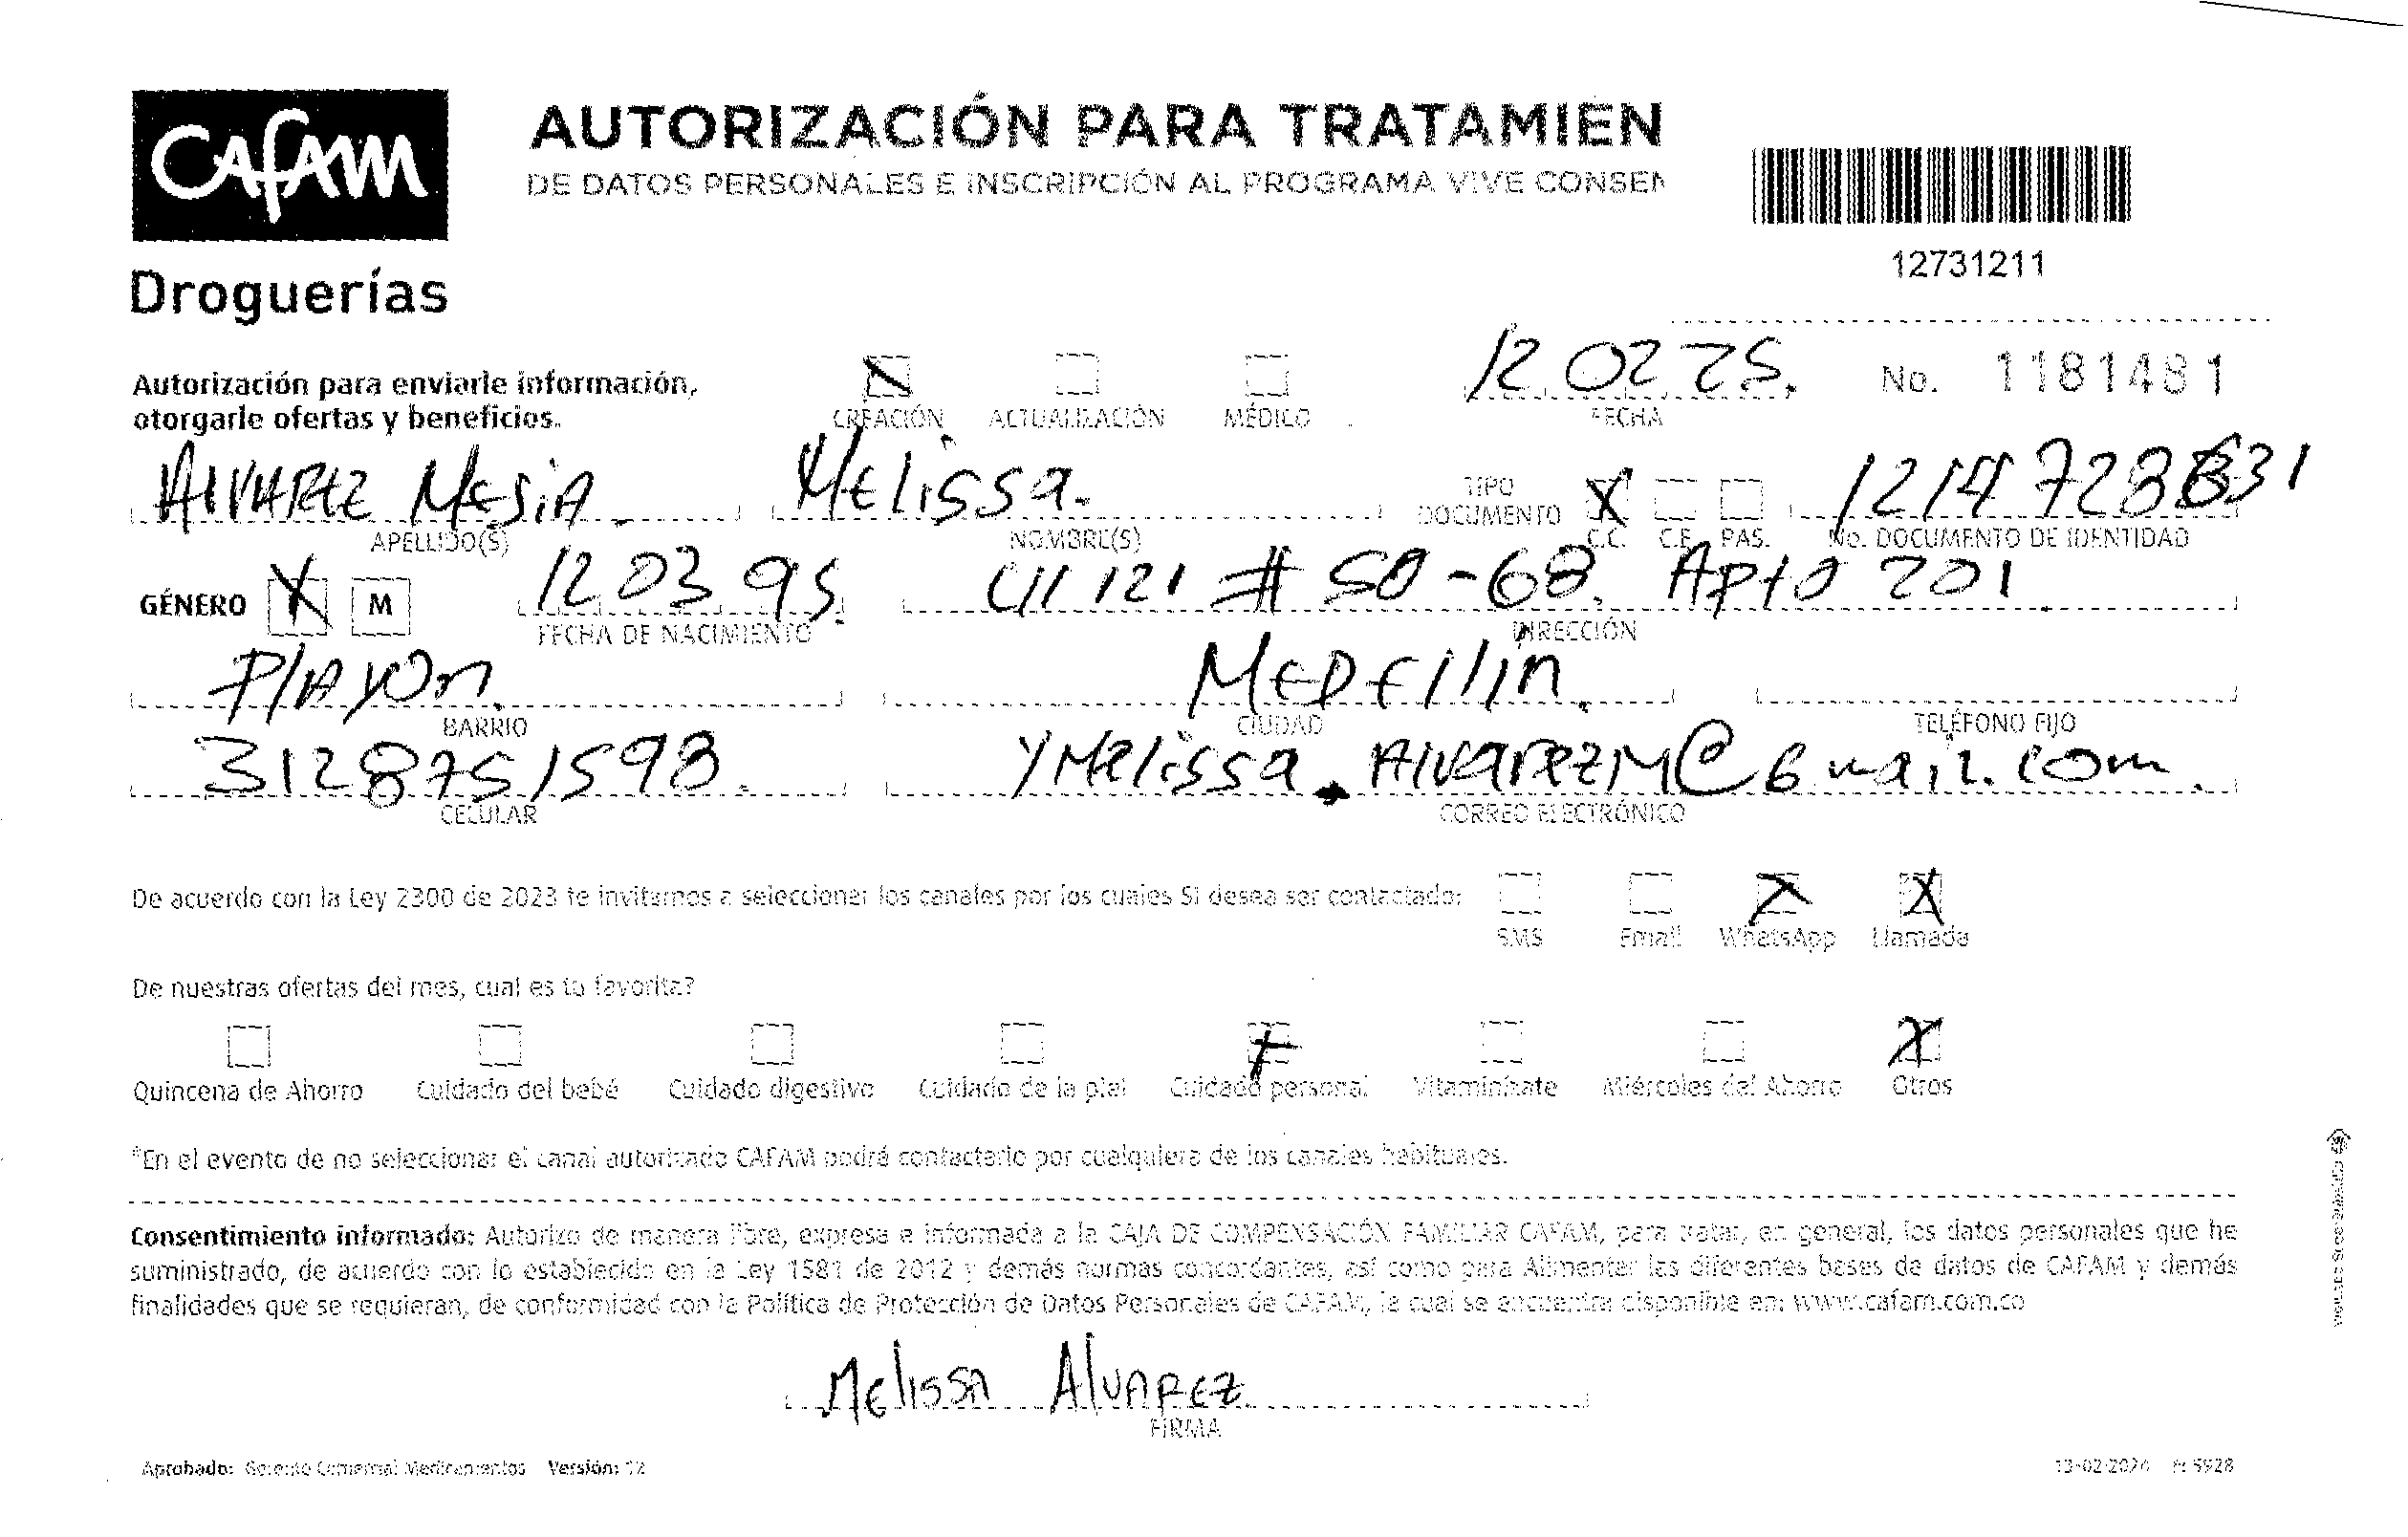 CAFAM
Droguerías
AUTORIZACIÓN PARA TRATAMIEN
DE DATOS PERSONALES E INSCRIPCIÓN AL PROGRAMA VIVE CONSEN
12731211
Autorización para enviarle información,
otorgarle ofertas y beneficios.
CREACIÓN ACTUALIZACIÓN MÉDICO
12 02 25.
FECHA
No. 1181481
ALVAREZ MESIA. MELissa.
APELLIDO(S) NOMBRE(S)
TIPO DOCUMENTO X C.C. C.E. PAS.
No. DOCUMENTO DE IDENTIDAD
GÉNERO X M
12 03 95.
FECHA DE NACIMIENTO
Cll 121 # 50-68. Apto 201.
DIRECCIÓN
PlAyOn. MEDEllin.
BARRIO CIUDAD TELÉFONO FIJO
3128751598. YMelissa.AlvarezM@Gmail.com.
CELULAR CORREO ELECTRÓNICO
De acuerdo con la Ley 2300 de 2023 te invitamos a seleccionar los canales por los cuales SI desea ser contactado:
SMS Email WhatsApp Llamada
De nuestras ofertas del mes, cual es tu favorita?
Quincena de Ahorro Cuidado del bebé Cuidado digestivo Cuidado de la piel Cuidado personal Vitamínizate Miércoles del Ahorro Otros
*En el evento de no seleccionar el canal autorizado CAFAM podrá contactarlo por cualquiera de los canales habituales.
Consentimiento informado: Autorizo de manera libre, expresa e informada a la CAJA DE COMPENSACIÓN FAMILIAR CAFAM, para tratar, en general, los datos personales que he
suministrado, de acuerdo con lo establecido en la Ley 1581 de 2012 y demás normas concordantes, así como para Alimentar las diferentes bases de datos de CAFAM y demás
finalidades que se requieran, de conformidad con la Política de Protección de Datos Personales de CAFAM, la cual se encuentra disponible en: www.cafam.com.co
Melissa Alvarez
FIRMA
Aprobado: Gerente Comercial Medicamentos Versión: 12
13-02-2024 5928